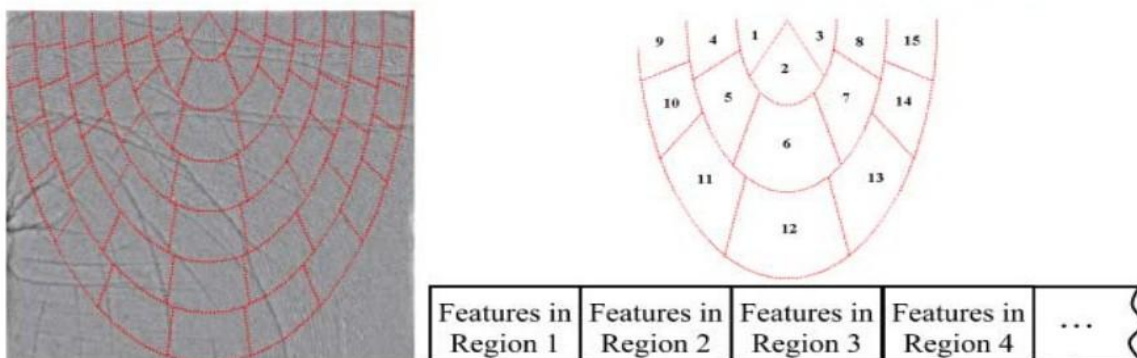 9 4 1 3 8 15
2
10 5 7 14
6
11 13
12
Features in Features in Features in Features in ...
Region 1 Region 2 Region 3 Region 4